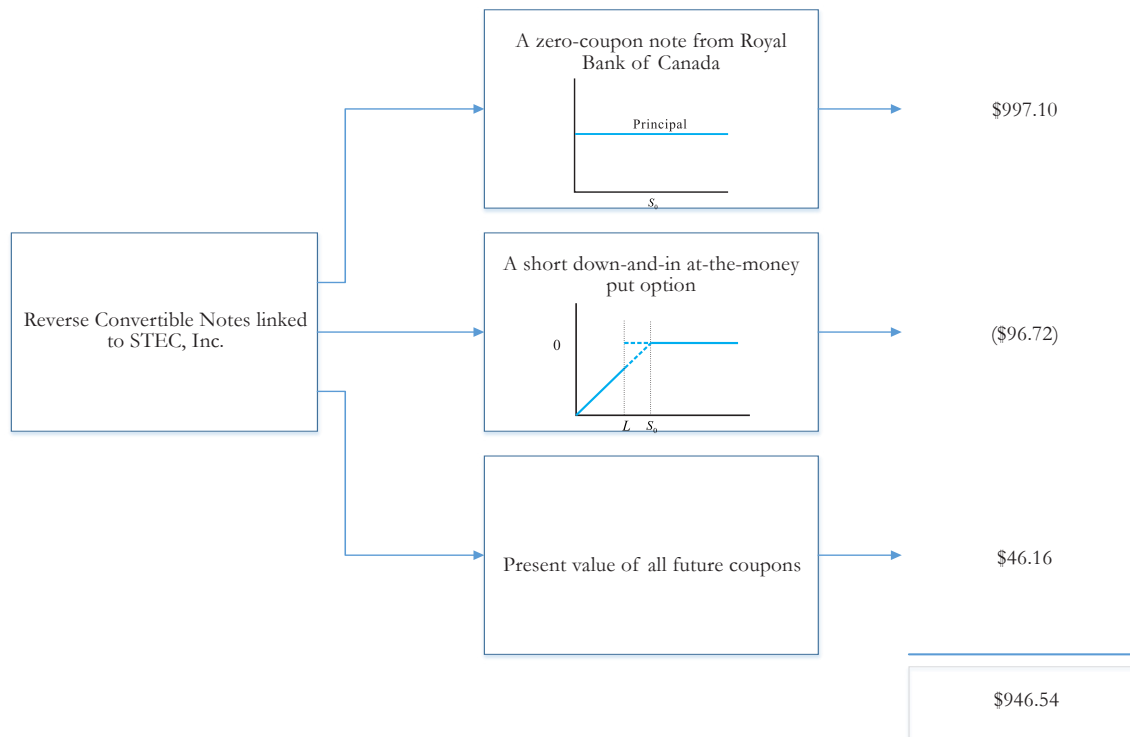 A zero-coupon note from Royal
Bank of Canada
Principal
S₀
$997.10
Reverse Convertible Notes linked
to STEC, Inc.
A short down-and-in at-the-money
put option
0
L S₀
($96.72)
Present value of all future coupons
$46.16
$946.54